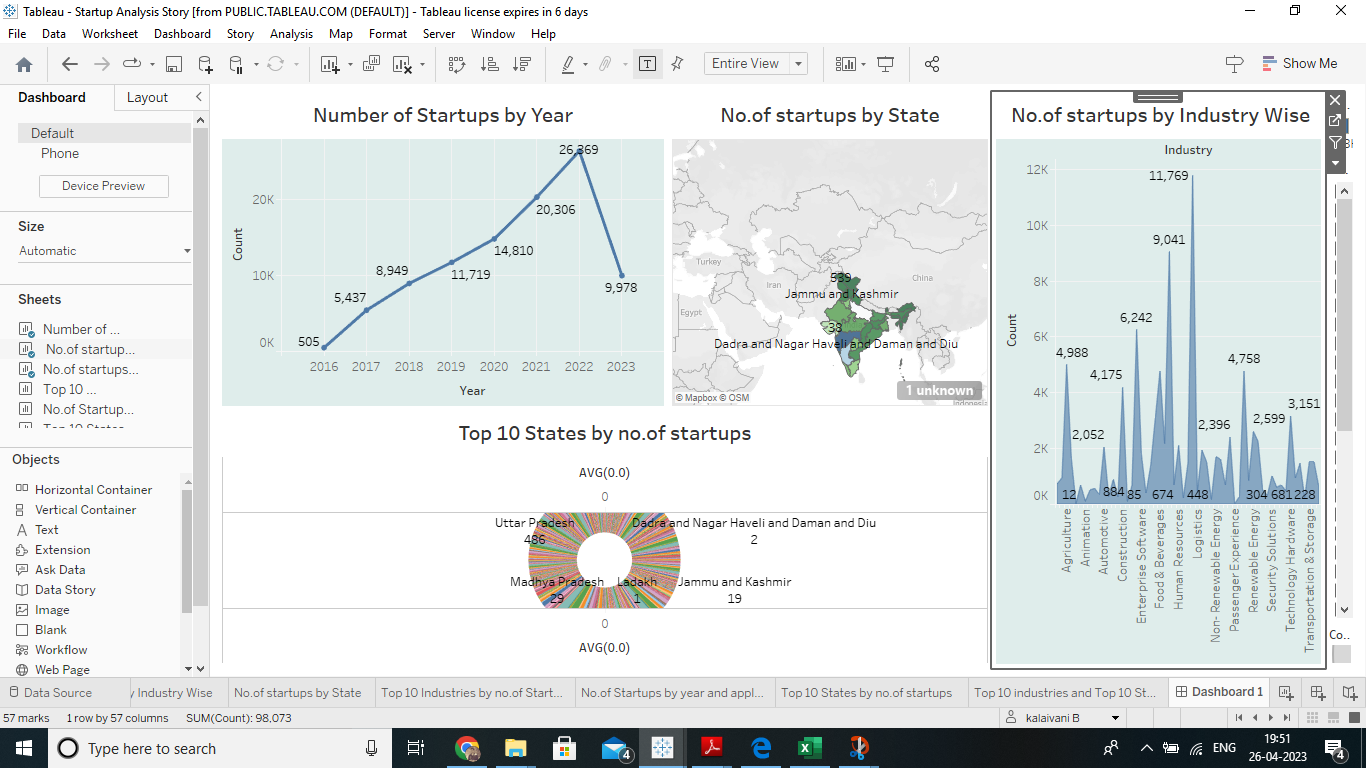 Tableau - Startup Analysis Story [from PUBLIC.TABLEAU.COM (DEFAULT)] - Tableau license expires in 6 days
File Data Worksheet Dashboard Story Analysis Map Format Server Window Help
Entire View
Show Me
Dashboard Layout
Default
Phone
Device Preview
Size
Automatic
Sheets
Number of ...
No.of startup...
No.of startups...
Top 10 ...
No.of Startup...
Objects
Horizontal Container
Vertical Container
Text
Extension
Ask Data
Data Story
Image
Blank
Workflow
Web Page
Number of Startups by Year
Count
20K
10K
0K
505
5,437
8,949
11,719
14,810
20,306
26,369
9,978
2016 2017 2018 2019 2020 2021 2022 2023
Year
No.of startups by State
Turkey
China
Iran
Egypt
539
Jammu and Kashmir
38
Dadra and Nagar Haveli and Daman and Diu
1 unknown
© Mapbox © OSM
Indonesia
Top 10 States by no.of startups
AVG(0.0)
0
Uttar Pradesh
486
Dadra and Nagar Haveli and Daman and Diu
2
Madhya Pradesh
29
Ladakh
1
Jammu and Kashmir
19
0
AVG(0.0)
No.of startups by Industry Wise
Industry
Count
12K
10K
8K
6K
4K
2K
0K
11,769
9,041
6,242
4,988
4,175
4,758
2,052
2,396
2,599
3,151
12 884 85 674 448 304 681 228
Agriculture
Animation
Automotive
Construction
Enterprise Software
Food & Beverages
Human Resources
Logistics
Non- Renewable Energy
Passenger Experience
Renewable Energy
Security Solutions
Technology Hardware
Transportation & Storage
Co..
Data Source
y Industry Wise
No.of startups by State
Top 10 Industries by no.of Start...
No.of Startups by year and appl...
Top 10 States by no.of startups
Top 10 industries and Top 10 St...
Dashboard 1
57 marks 1 row by 57 columns SUM(Count): 98,073
kalaivani B
Type here to search
4
ENG
19:51
26-04-2023
4